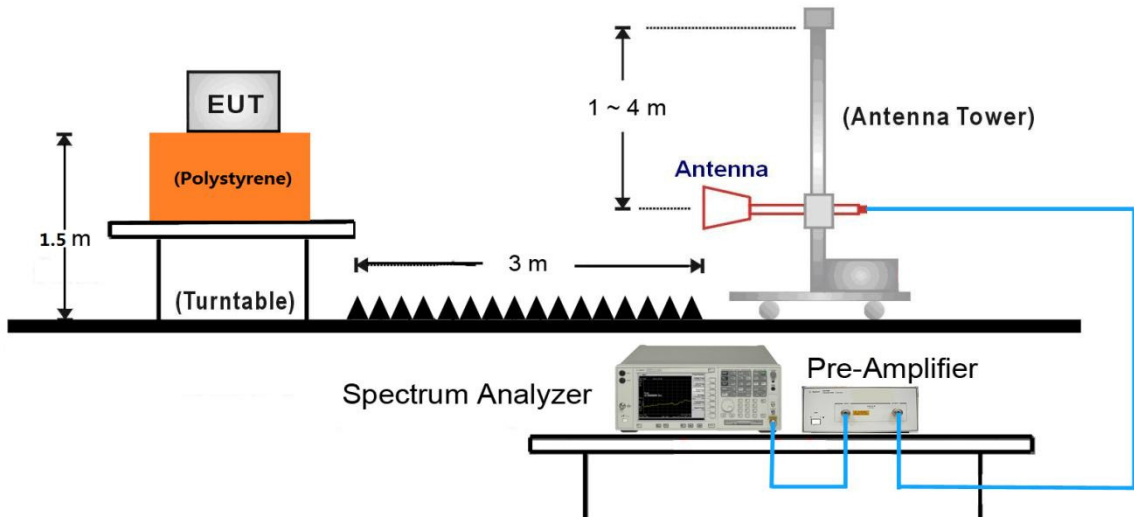 EUT
(Polystyrene)
1.5 m
(Turntable)
3 m
1 ~ 4 m
Antenna
(Antenna Tower)
Spectrum Analyzer
Pre-Amplifier